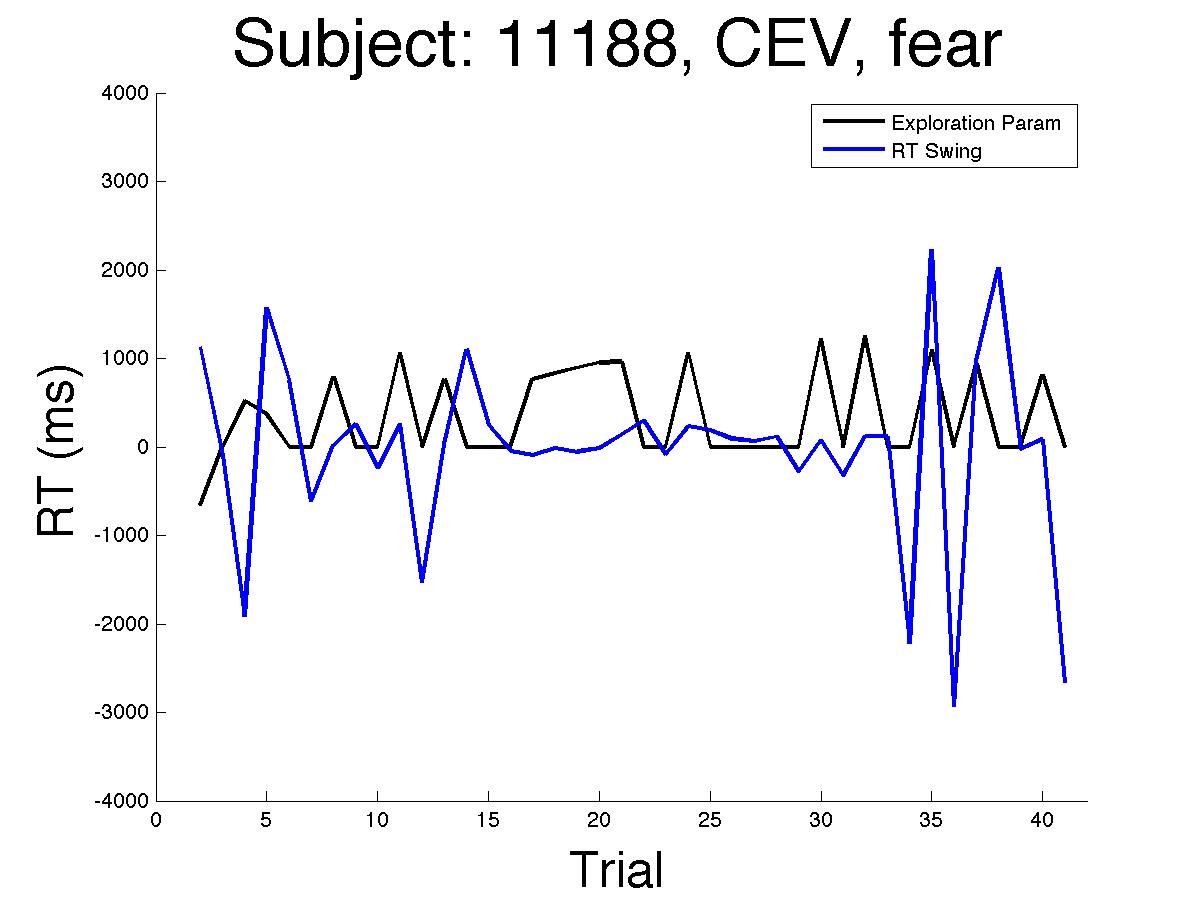 Subject: 11188, CEV, fear
4000
3000
2000
1000
0
-1000
-2000
-3000
-4000
RT (ms)
Exploration Param
RT Swing
0 5 10 15 20 25 30 35 40
Trial